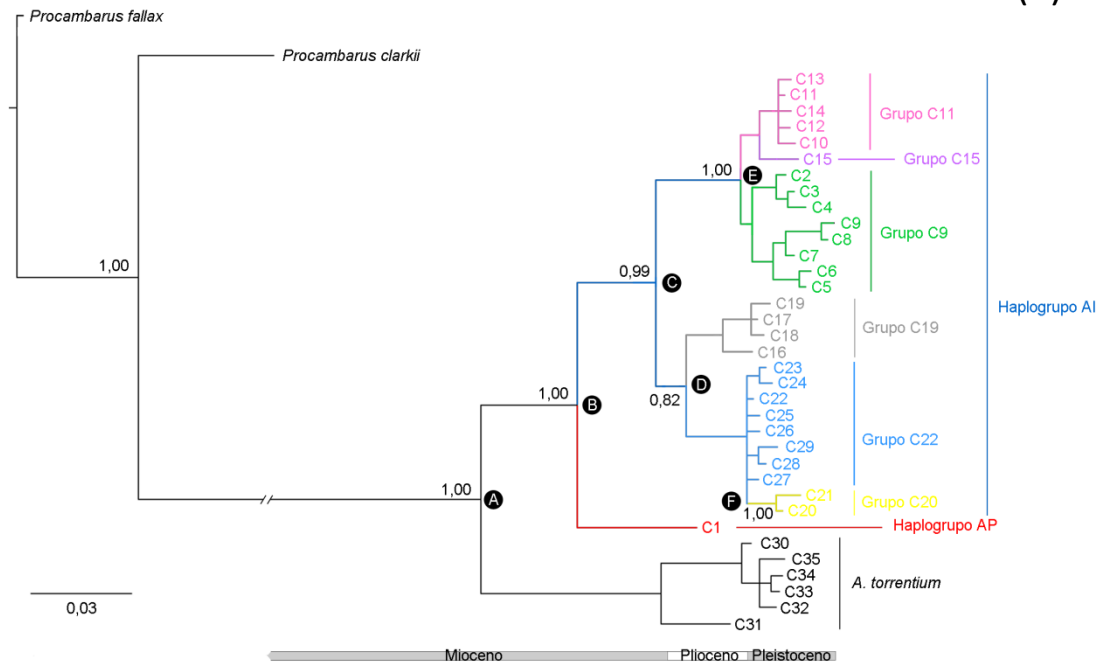 Procambarus fallax
Procambarus clarkii
C13
C11
C14
Grupo C11
C12
C10
C15
Grupo C15
1,00
E
C2
C3
C4
C9
Grupo C9
C8
C7
1,00
0,99
C
C6
C5
C19
Haplogrupo AI
C17
Grupo C19
C18
C16
C23
D
C24
1,00
0,82
B
C22
C25
C26
Grupo C22
C29
C28
C27
1,00
A
F
C21
Grupo C20
1,00
C20
C1
Haplogrupo AP
C30
C35
C34
A. torrentium
C33
0,03
C32
C31
Mioceno
Plioceno
Pleistoceno